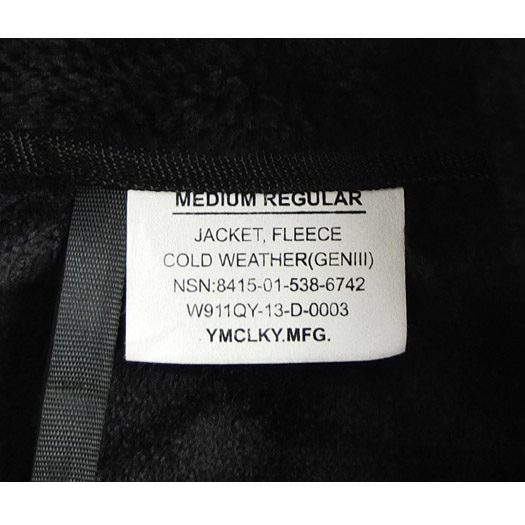 MEDIUM REGULAR
JACKET, FLEECE
COLD WEATHER(GENIII)
NSN:8415-01-538-6742
W911QY-13-D-0003
YMCLKY.MFG.